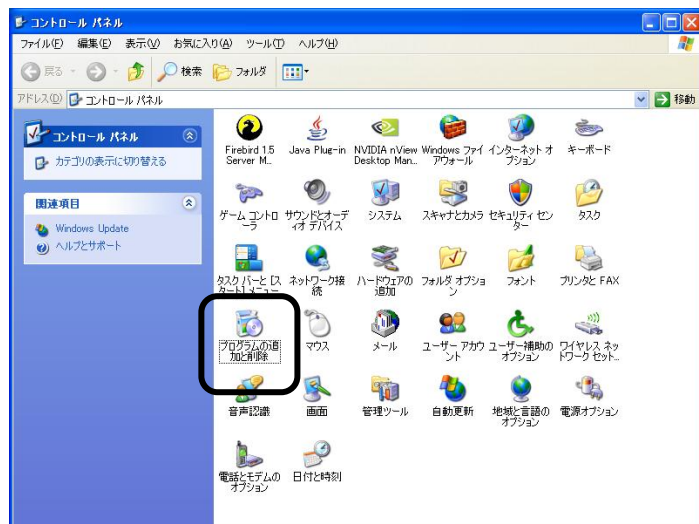 コントロール パネル
ファイル(F) 編集(E) 表示(V) お気に入り(A) ツール(T) ヘルプ(H)
戻る 検索 フォルダ
アドレス(D) コントロール パネル 移動
コントロール パネル
カテゴリの表示に切り替える
関連項目
Windows Update
ヘルプとサポート
Firebird 1.5
Server M...
Java Plug-in
NVIDIA nView
Desktop Man...
Windows ファイ
アウォール
インターネット オ
プション
キーボード
ゲーム コントロ
ーラ
サウンドとオーデ
ィオ デバイス
システム
スキャナとカメラ
セキュリティ セン
ター
タスク
タスク バーと [ス
タート] メニュー
ネットワーク接
続
ハードウェアの
追加
フォルダ オプショ
ン
フォント
プリンタと FAX
プログラムの追
加と削除
マウス
メール
ユーザー アカウ
ント
ユーザー補助の
オプション
ワイヤレス ネッ
トワーク セット...
音声認識
画面
管理ツール
自動更新
地域と言語の
オプション
電源オプション
電話とモデムの
オプション
日付と時刻